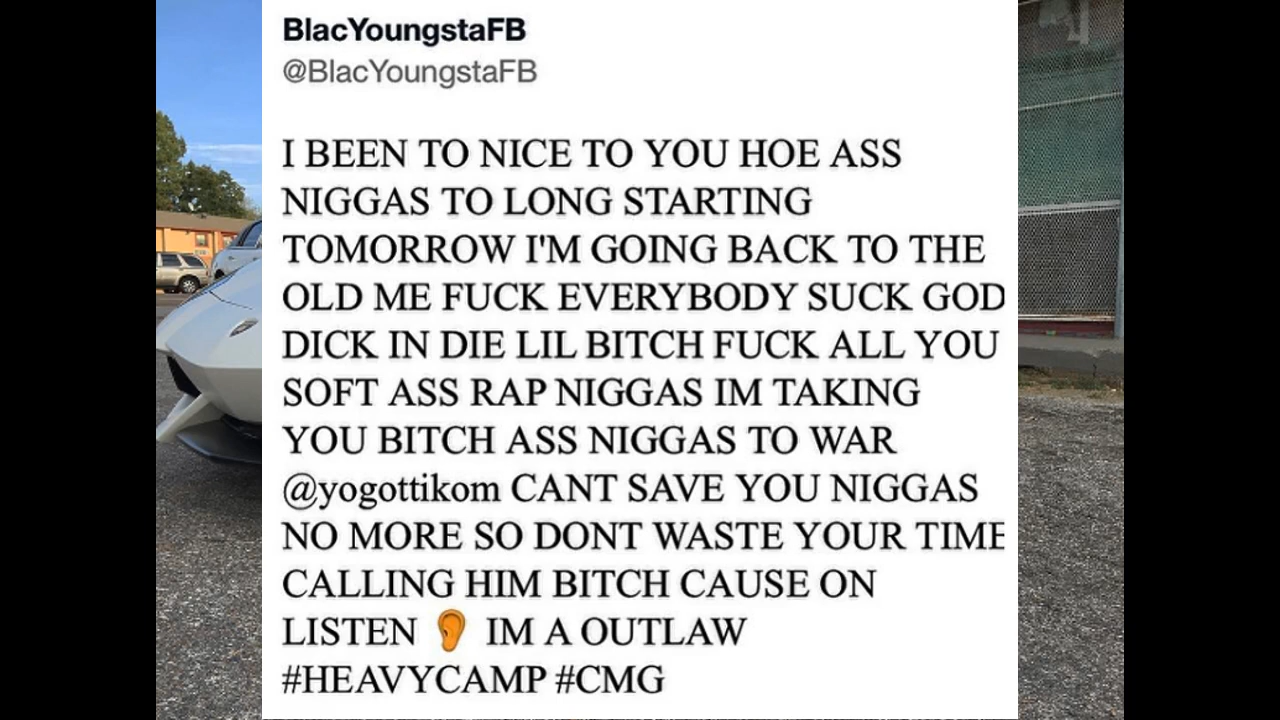 BlacYoungstaFB
@BlacYoungstaFB
I BEEN TO NICE TO YOU HOE ASS
NIGGAS TO LONG STARTING
TOMORROW I'M GOING BACK TO THE
OLD ME FUCK EVERYBODY SUCK GOD
DICK IN DIE LIL BITCH FUCK ALL YOU
SOFT ASS RAP NIGGAS IM TAKING
YOU BITCH ASS NIGGAS TO WAR
@yogottikom CANT SAVE YOU NIGGAS
NO MORE SO DONT WASTE YOUR TIME
CALLING HIM BITCH CAUSE ON
LISTEN 👂 IM A OUTLAW
#HEAVYCAMP #CMG